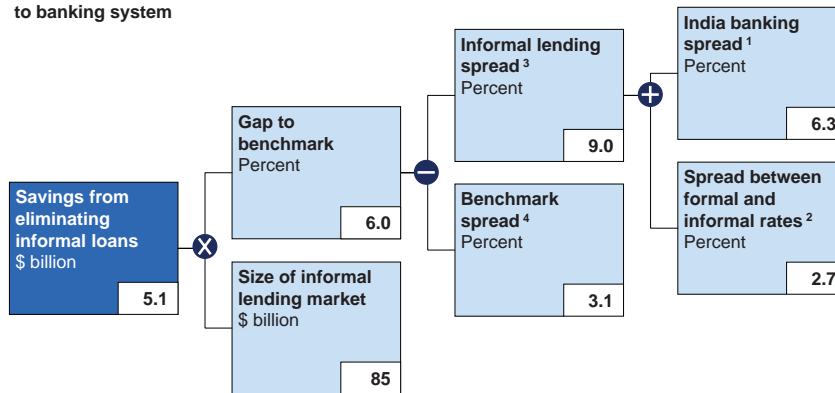 to banking system
Savings from
eliminating
informal loans
$ billion
5.1
Gap to
benchmark
Percent
6.0
Size of informal
lending market
$ billion
85
Informal lending
spread 3
Percent
9.0
Benchmark
spread 4
Percent
3.1
India banking
spread 1
Percent
6.3
Spread between
formal and
informal rates 2
Percent
2.7